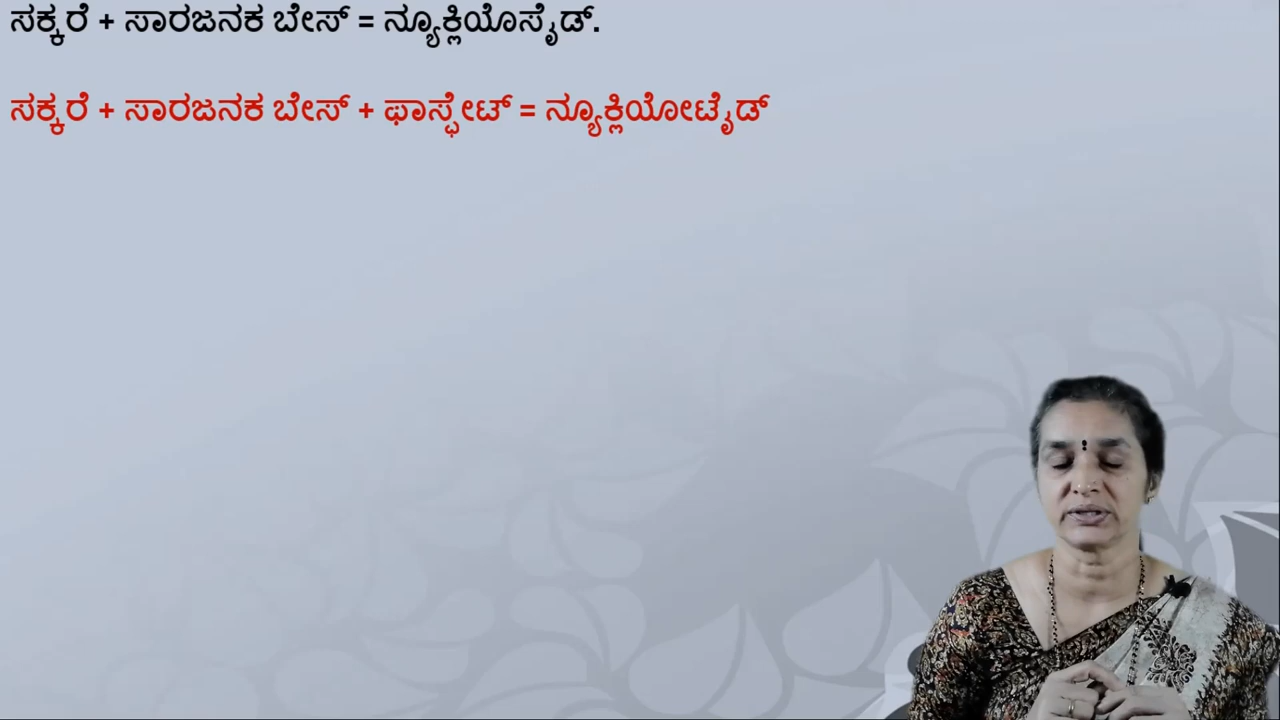 ಸಕ್ಕರೆ + ಸಾರಜನಕ ಬೇಸ್ = ನ್ಯೂಕ್ಲಿಯೊಸೈಡ್.
ಸಕ್ಕರೆ + ಸಾರಜನಕ ಬೇಸ್ + ಫಾಸ್ಫೇಟ್ = ನ್ಯೂಕ್ಲಿಯೋಟೈಡ್